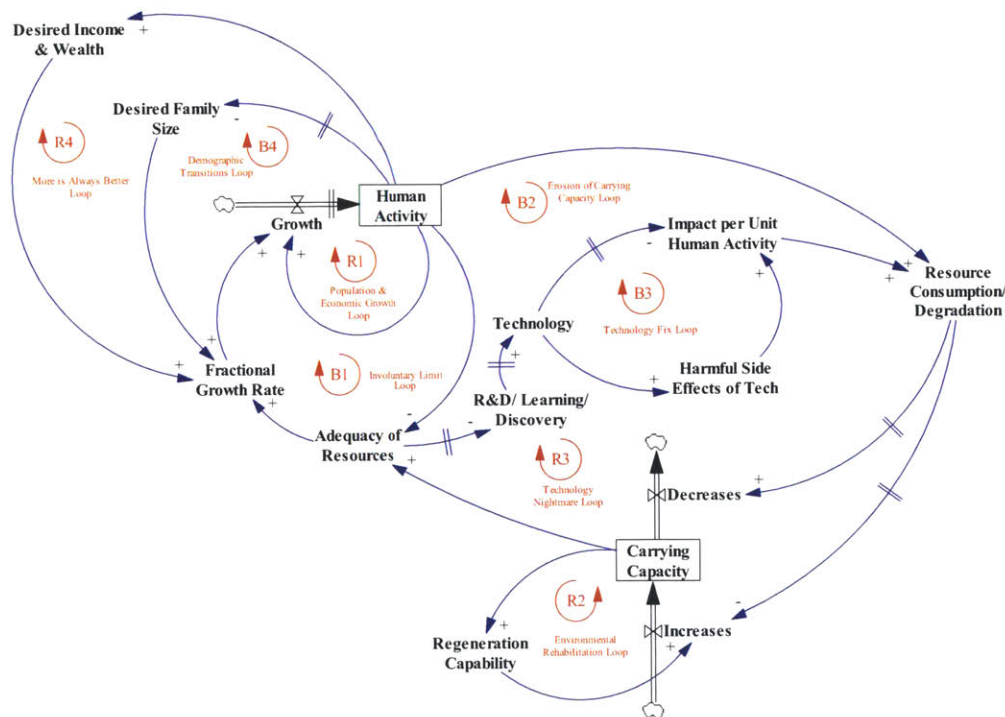 Desired Income
& Wealth
+
Desired Family
Size
-
R4
More is Always Better
Loop
B4
Demographic
Transitions Loop
Human
Activity
Growth
+
+
R1
Population &
Economic Growth
Loop
B2
Erosion of Carrying
Capacity Loop
Impact per Unit
Human Activity
-
+
+
+
Resource
Consumption/
Degradation
B3
Technology Fix Loop
Technology
+
+
Harmful Side
Effects of Tech
+
+
Fractional
Growth Rate
+
B1
Involuntary Limit
Loop
R&D/ Learning/
Discovery
-
Adequacy of
Resources
-
+
R3
Technology
Nightmare Loop
Decreases
+
Carrying
Capacity
R2
Environmental
Rehabilitation Loop
+
Regeneration
Capability
Increases
-
+